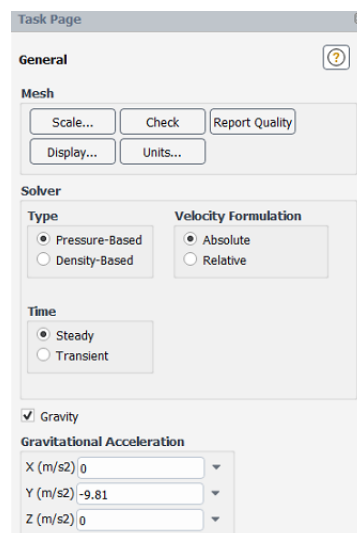 Task Page
General
Mesh
Scale... Check Report Quality
Display... Units...
Solver
Type Velocity Formulation
Pressure-Based Absolute
Density-Based Relative
Time
Steady
Transient
Gravity
Gravitational Acceleration
X (m/s2) 0
Y (m/s2) -9.81
Z (m/s2) 0